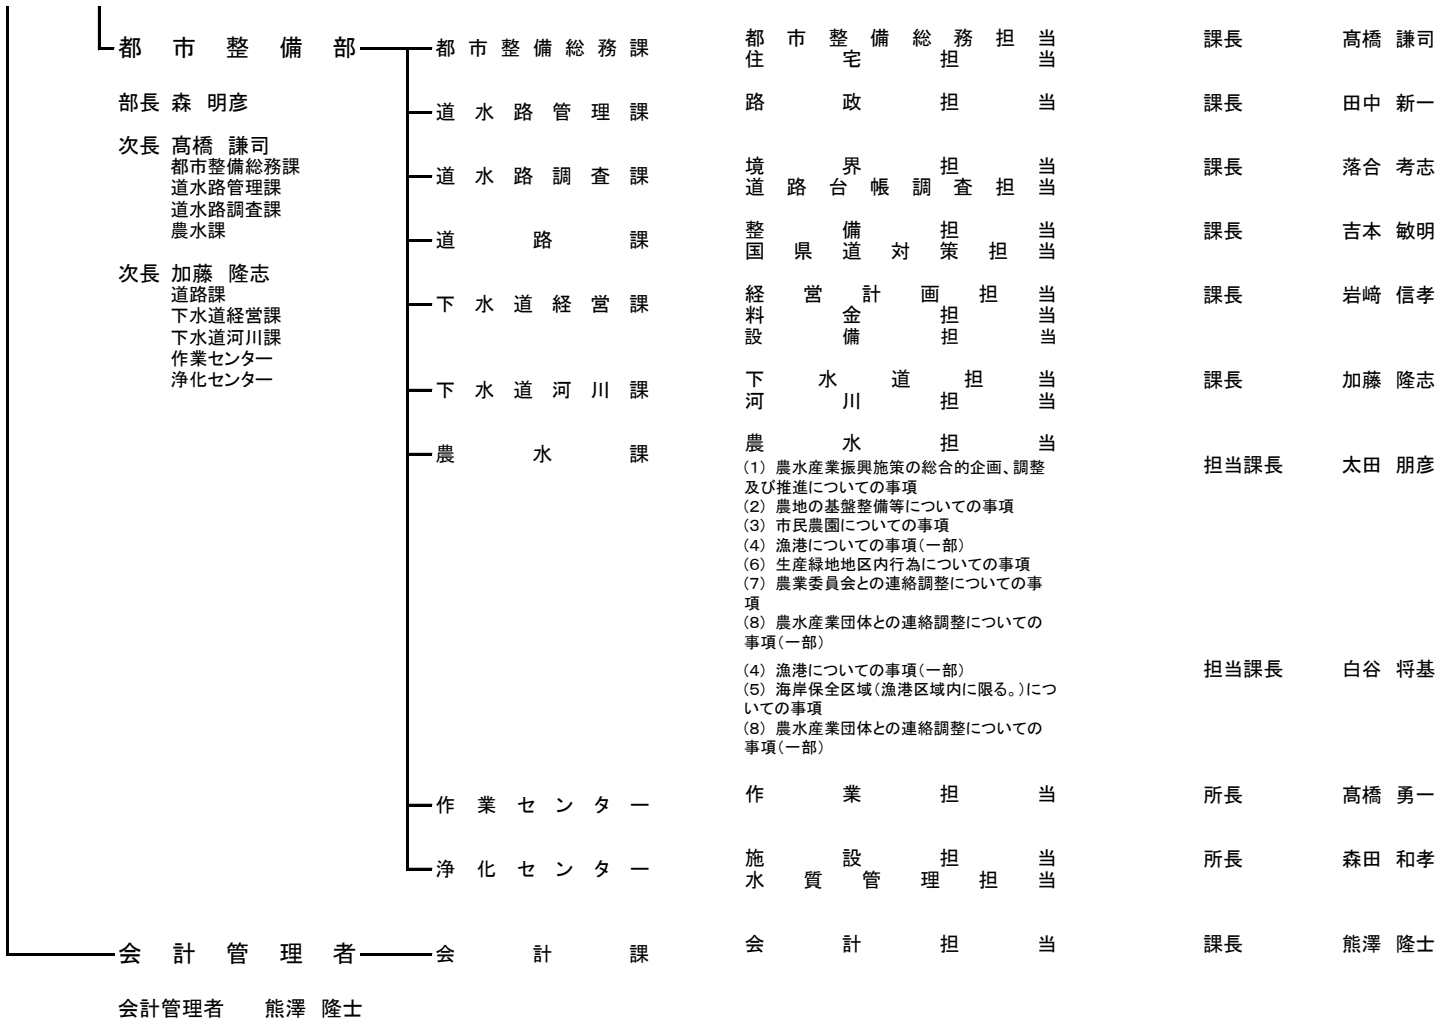 都市整備部 都市整備総務課 都市整備総務担当 課長 髙橋 謙司
住宅担当
部長 森 明彦
道水路管理課 路政担当 課長 田中 新一
次長 髙橋 謙司
都市整備総務課
道水路管理課
道水路調査課
農水課
道水路調査課 境界担当 課長 落合 考志
道路台帳調査担当
道路課 整備担当 課長 吉本 敏明
国県道対策担当
次長 加藤 隆志
道路課
下水道経営課
下水道河川課
作業センター
浄化センター
下水道経営課 経営計画担当 課長 岩﨑 信孝
料金担当
設備担当
下水道河川課 下水道担当 課長 加藤 隆志
河川担当
農水課 農水担当
担当課長 太田 朋彦
(1) 農水産業振興施策の総合的企画、調整
及び推進についての事項
(2) 農地の基盤整備等についての事項
(3) 市民農園についての事項
(4) 漁港についての事項(一部)
(6) 生産緑地地区内行為についての事項
(7) 農業委員会との連絡調整についての事
項
(8) 農水産業団体との連絡調整についての
事項(一部)
(4) 漁港についての事項(一部) 担当課長 白谷 将基
(5) 海岸保全区域(漁港区域内に限る。)につ
いての事項
(8) 農水産業団体との連絡調整についての
事項(一部)
作業センター 作業担当 所長 髙橋 勇一
浄化センター 施設担当 所長 森田 和孝
水質管理担当
会計管理者 会計課 会計担当 課長 熊澤 隆士
会計管理者 熊澤 隆士